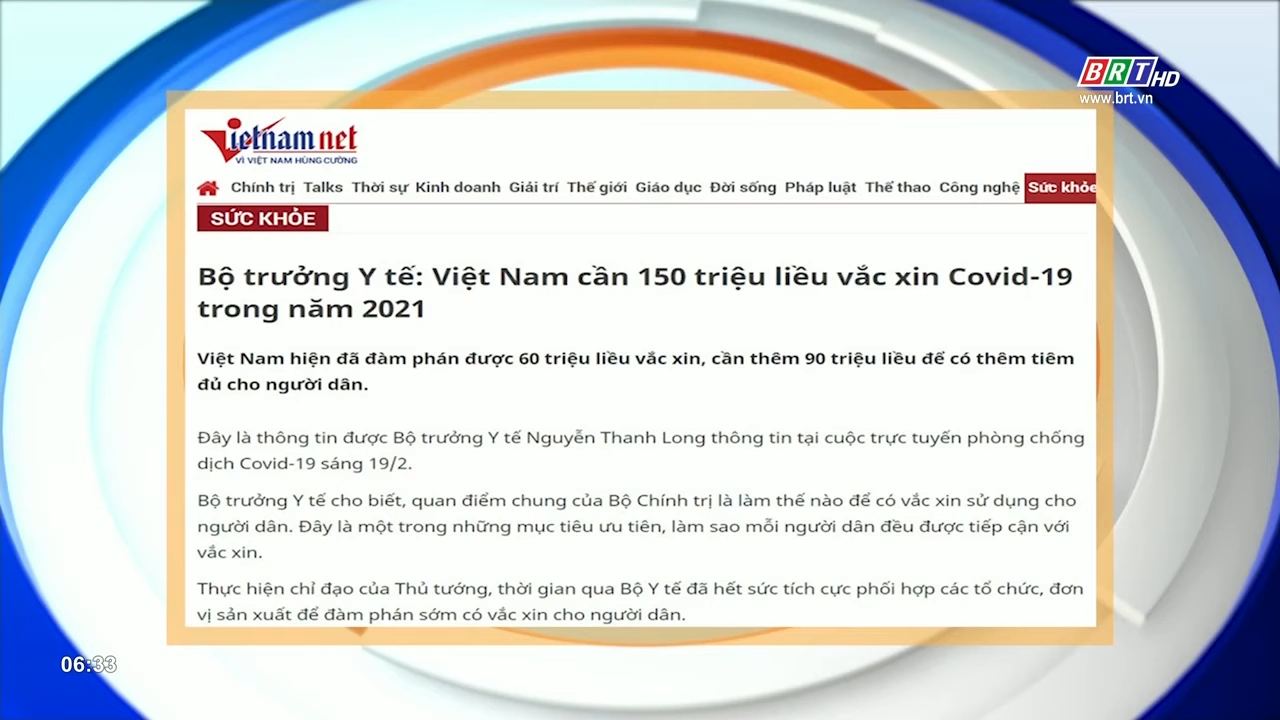 BRT HD
www.brt.vn
Vietnamnet
VÌ VIỆT NAM HÙNG CƯỜNG
Chính trị Talks Thời sự Kinh doanh Giải trí Thế giới Giáo dục Đời sống Pháp luật Thể thao Công nghệ Sức khỏe
SỨC KHỎE
Bộ trưởng Y tế: Việt Nam cần 150 triệu liều vắc xin Covid-19
trong năm 2021
Việt Nam hiện đã đàm phán được 60 triệu liều vắc xin, cần thêm 90 triệu liều để có thêm tiêm
đủ cho người dân.
Đây là thông tin được Bộ trưởng Y tế Nguyễn Thanh Long thông tin tại cuộc trực tuyến phòng chống
dịch Covid-19 sáng 19/2.
Bộ trưởng Y tế cho biết, quan điểm chung của Bộ Chính trị là làm thế nào để có vắc xin sử dụng cho
người dân. Đây là một trong những mục tiêu ưu tiên, làm sao mỗi người dân đều được tiếp cận với
vắc xin.
Thực hiện chỉ đạo của Thủ tướng, thời gian qua Bộ Y tế đã hết sức tích cực phối hợp các tổ chức, đơn
vị sản xuất để đàm phán sớm có vắc xin cho người dân.
06:33